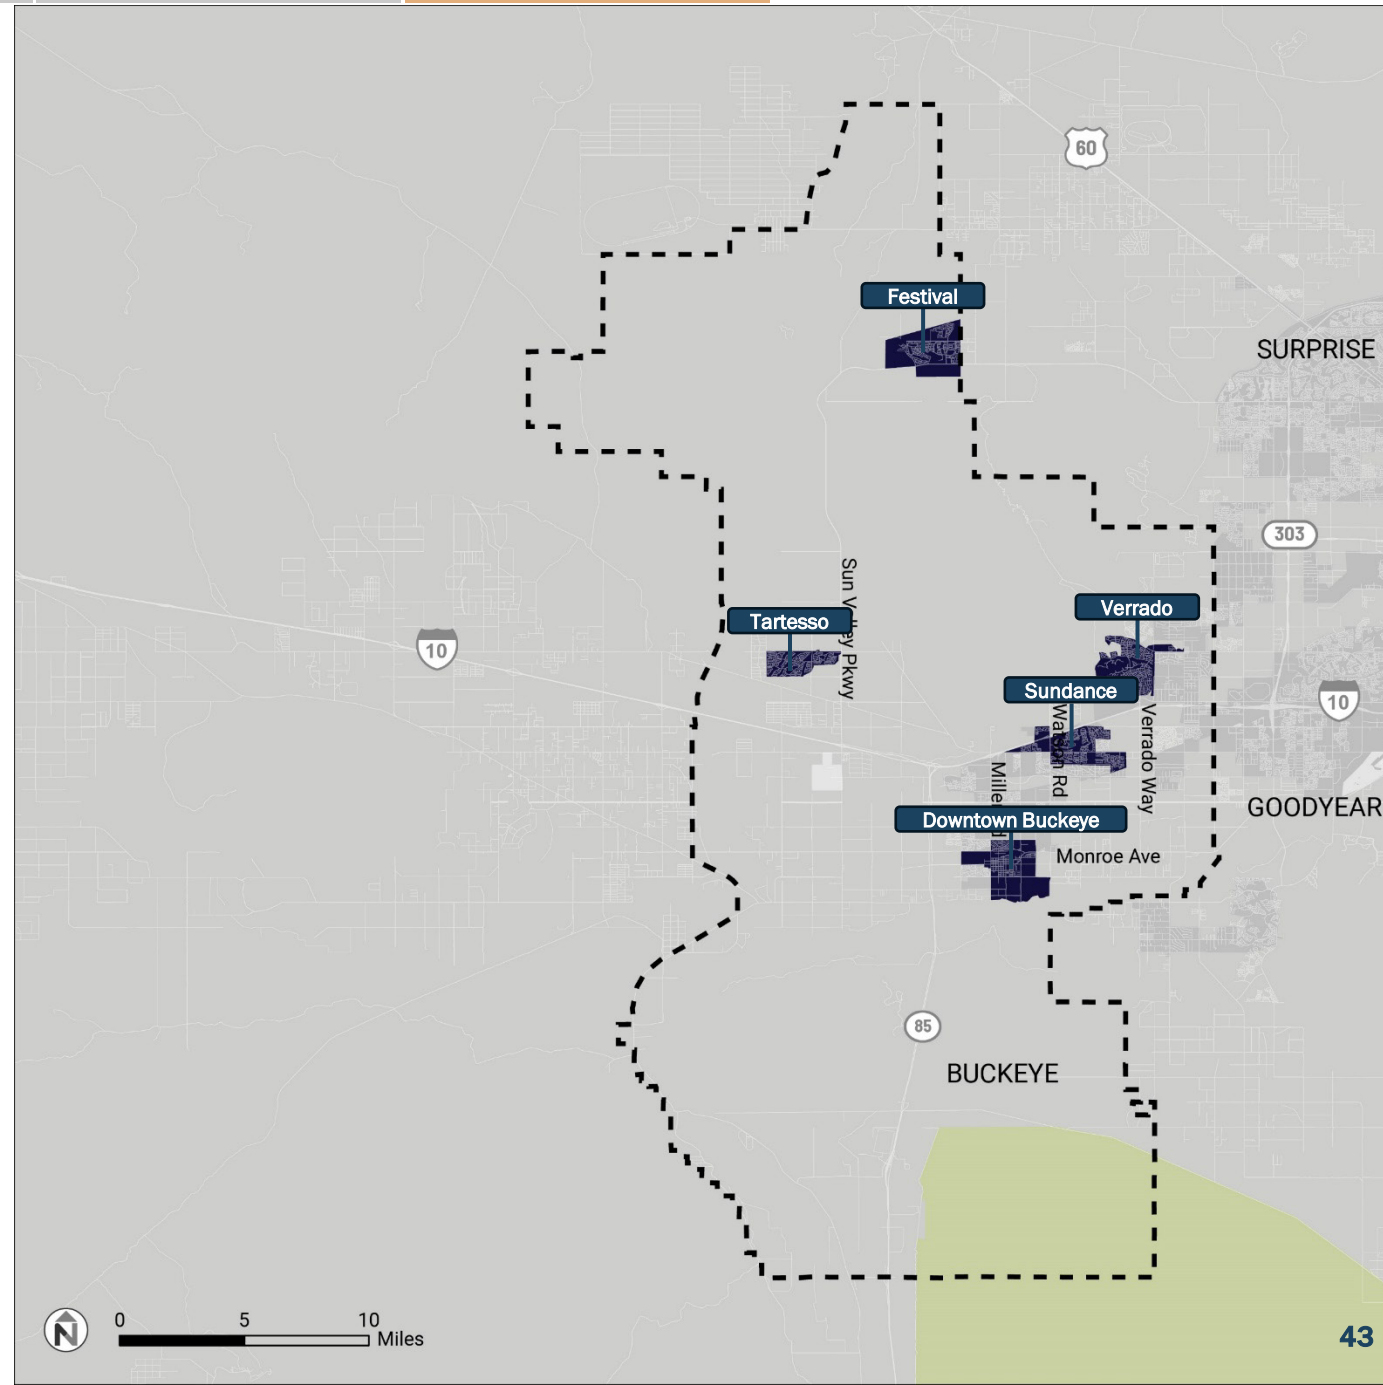 60
Festival
SURPRISE
303
Sun Valley Pkwy
Verrado
Tartesso
10
Sundance
10
Watson Rd
Verrado Way
Miller Rd
GOODYEAR
Downtown Buckeye
Monroe Ave
85
BUCKEYE
N
0 5 10
Miles
43